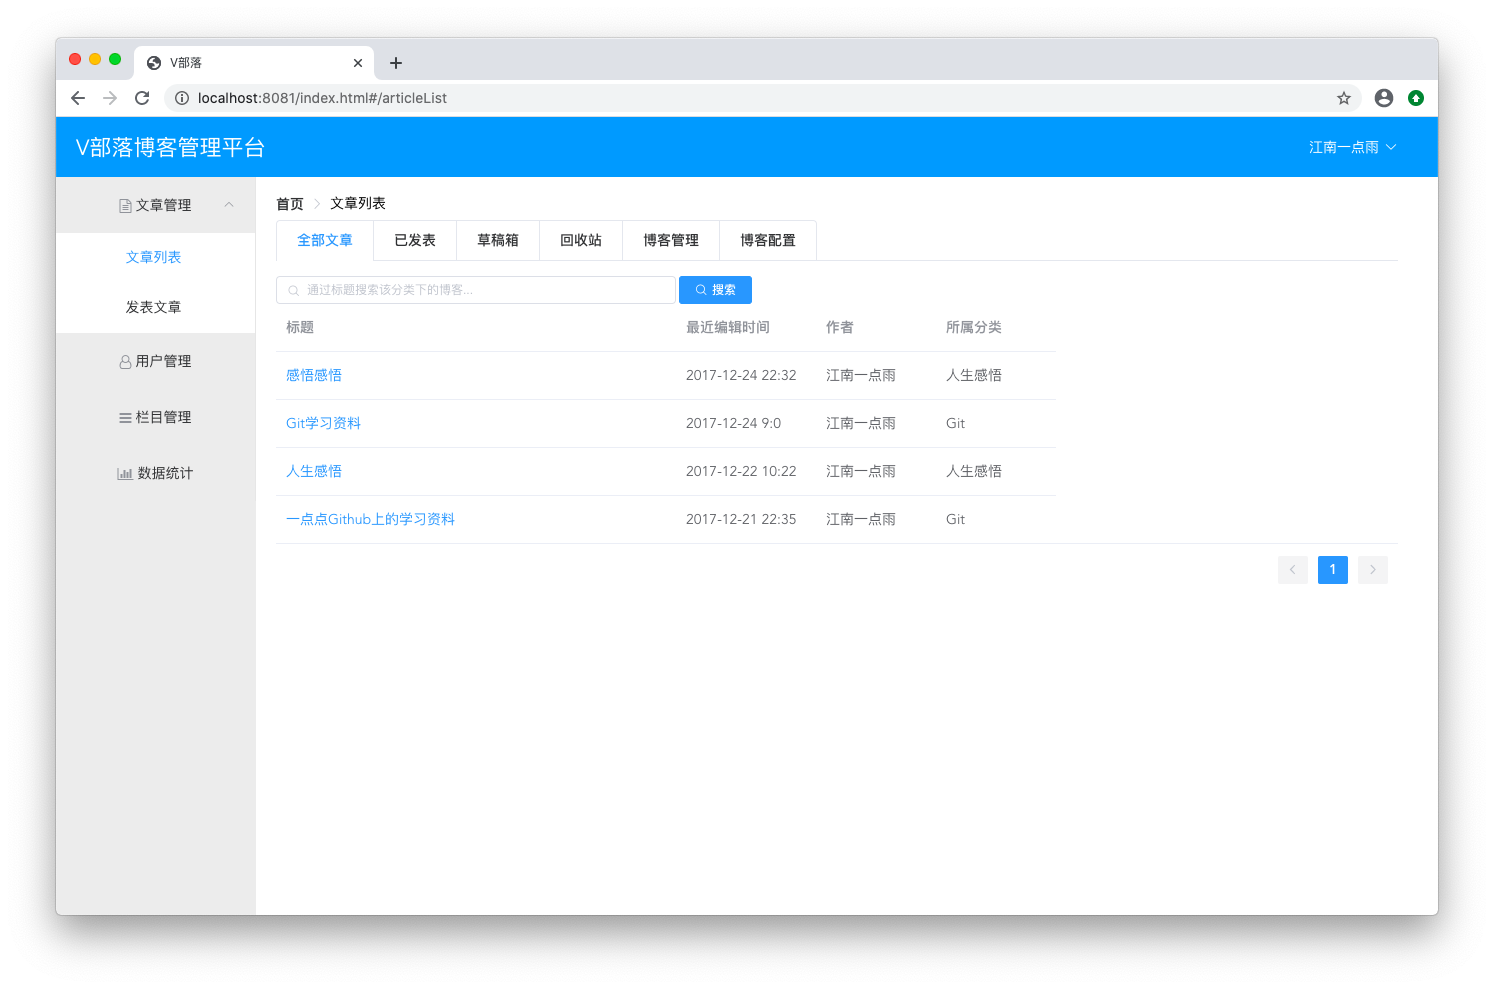 V部落
localhost:8081/index.html#/articleList
V部落博客管理平台
江南一点雨
文章管理
文章列表
发表文章
用户管理
栏目管理
数据统计
首页 文章列表
全部文章 已发表 草稿箱 回收站 博客管理 博客配置
通过标题搜索该分类下的博客... 搜索
标题 最近编辑时间 作者 所属分类
感悟感悟 2017-12-24 22:32 江南一点雨 人生感悟
Git学习资料 2017-12-24 9:0 江南一点雨 Git
人生感悟 2017-12-22 10:22 江南一点雨 人生感悟
一点点Github上的学习资料 2017-12-21 22:35 江南一点雨 Git
1